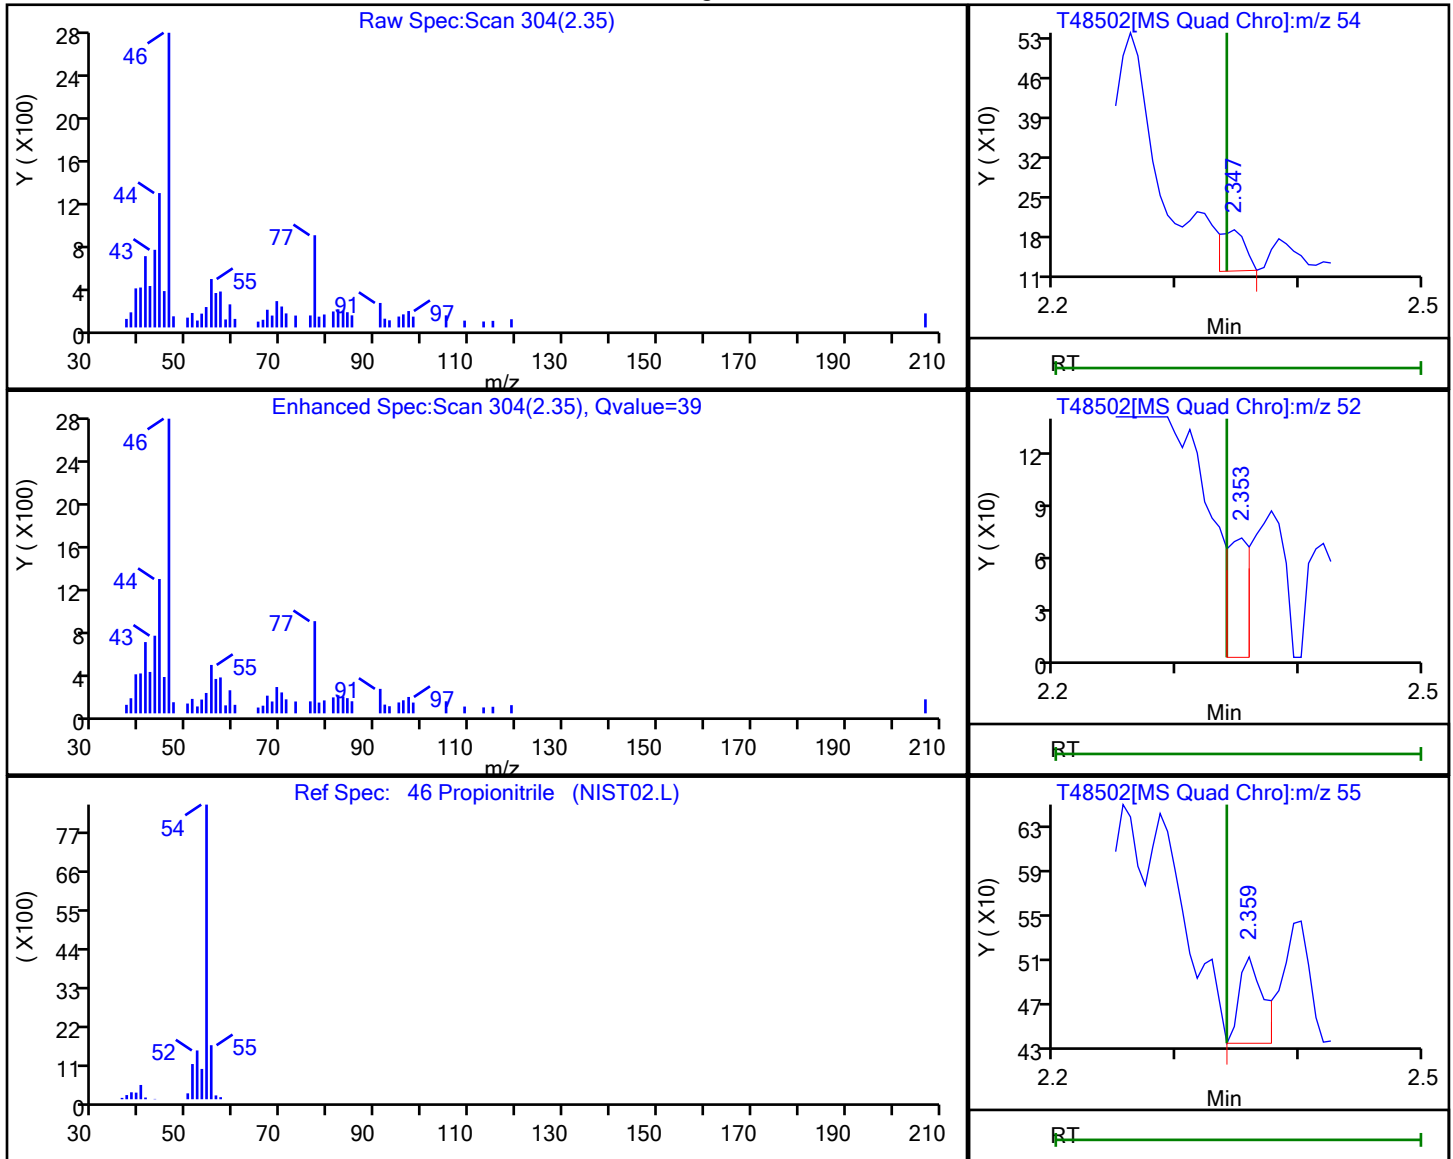 Raw Spec:Scan 304(2.35)
28
24
20
16
12
8
4
0
Y ( X100)
46
44
43
77
55
91
97
30 50 70 90 110 130 150 170 190 210
m/z
T48502[MS Quad Chro]:m/z 54
53
46
39
32
25
18
11
Y ( X10)
2.347
2.2 2.5
Min
RT
Enhanced Spec:Scan 304(2.35), Qvalue=39
28
24
20
16
12
8
4
0
Y ( X100)
46
44
43
77
55
91
97
30 50 70 90 110 130 150 170 190 210
m/z
T48502[MS Quad Chro]:m/z 52
12
9
6
3
0
Y ( X10)
2.353
2.2 2.5
Min
RT
Ref Spec: 46 Propionitrile (NIST02.L)
77
66
55
44
33
22
11
0
( X100)
54
52
55
30 50 70 90 110 130 150 170 190 210
T48502[MS Quad Chro]:m/z 55
63
59
55
51
47
43
Y ( X10)
2.359
2.2 2.5
Min
RT